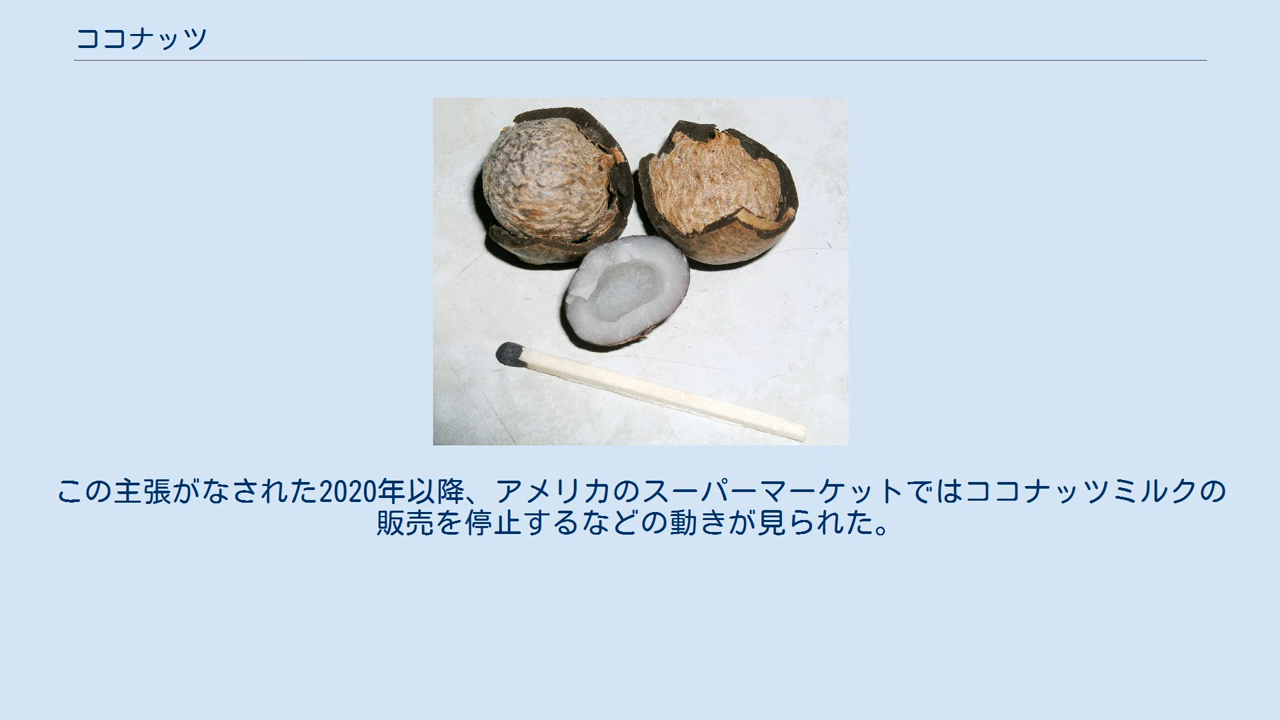 ココナッツ
この主張がなされた2020年以降、アメリカのスーパーマーケットではココナッツミルクの
販売を停止するなどの動きが見られた。